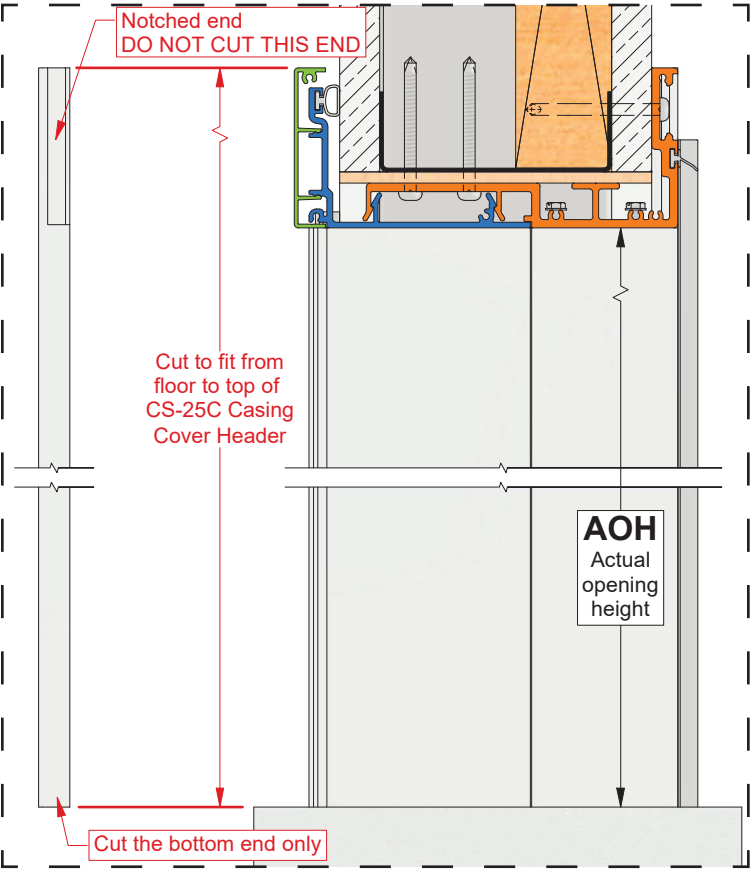 Notched end
DO NOT CUT THIS END
Cut to fit from
floor to top of
CS-25C Casing
Cover Header
AOH
Actual
opening
height
Cut the bottom end only